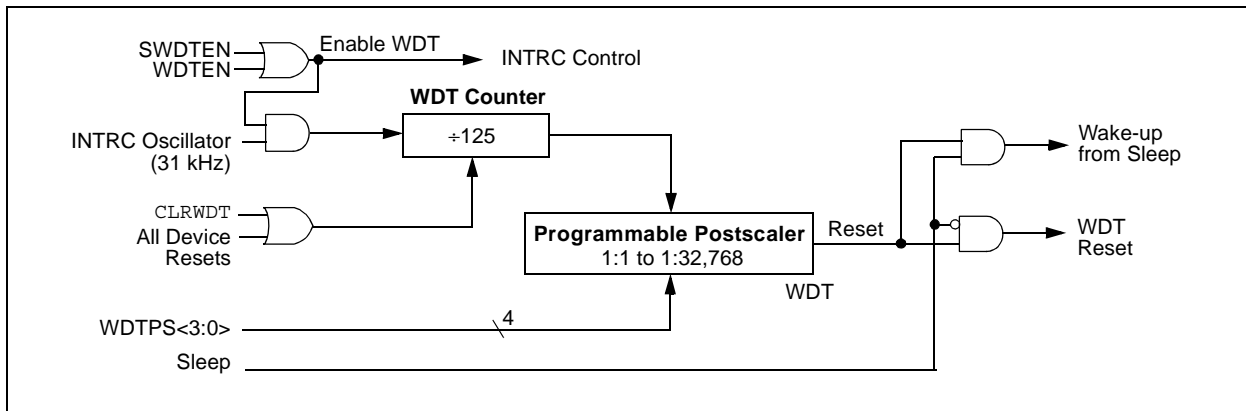 SWDTEN
WDTEN
Enable WDT
INTRC Control
WDT Counter
÷125
INTRC Oscillator
(31 kHz)
Wake-up
from Sleep
CLRWDT
All Device
Resets
Programmable Postscaler
1:1 to 1:32,768
Reset
WDT
Reset
WDT
4
WDTPS<3:0>
Sleep